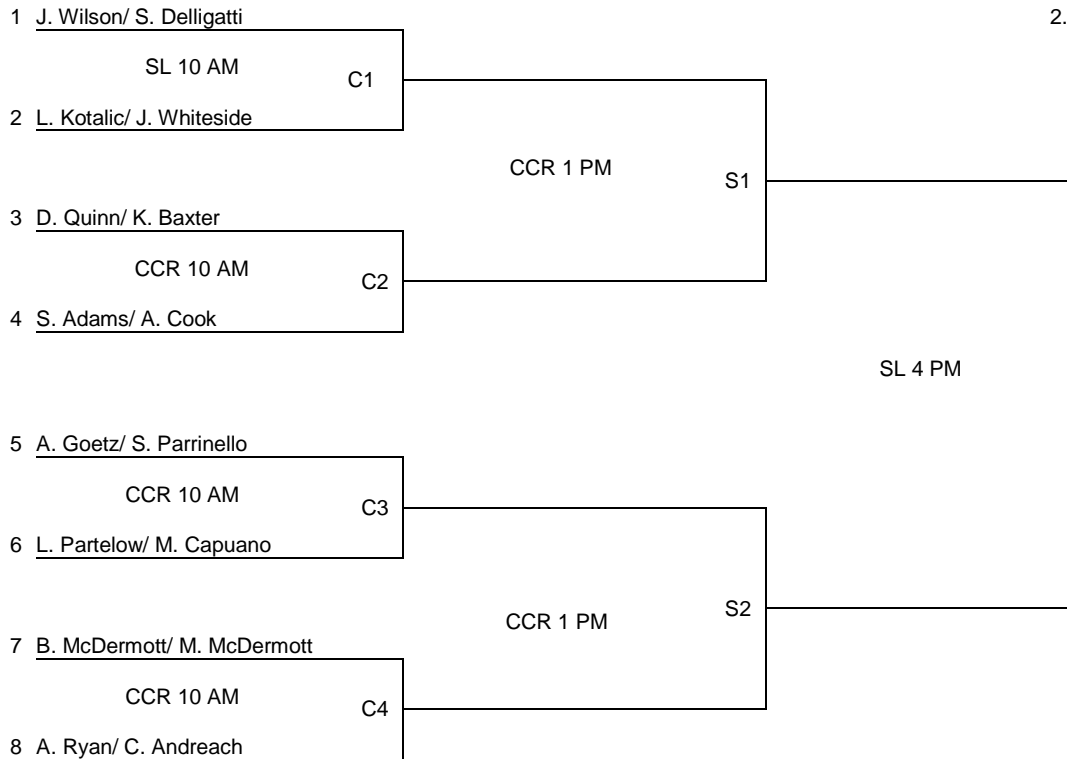 1 J. Wilson/ S. Delligatti
2.
SL 10 AM
C1
2 L. Kotalic/ J. Whiteside
CCR 1 PM
S1
3 D. Quinn/ K. Baxter
CCR 10 AM
C2
4 S. Adams/ A. Cook
SL 4 PM
5 A. Goetz/ S. Parrinello
CCR 10 AM
C3
6 L. Partelow/ M. Capuano
CCR 1 PM
S2
7 B. McDermott/ M. McDermott
CCR 10 AM
C4
8 A. Ryan/ C. Andreach